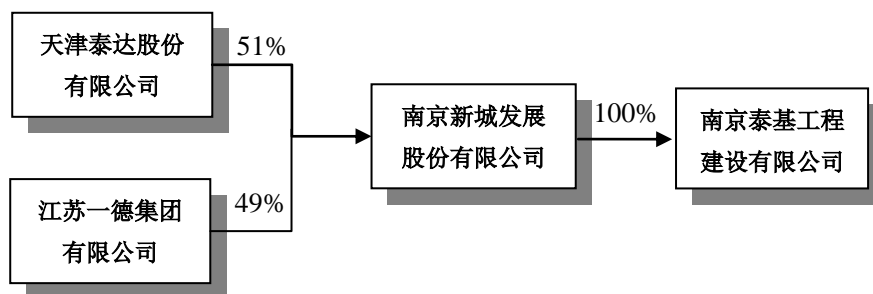 天津泰达股份
有限公司
51%
江苏一德集团
有限公司
49%
南京新城发展
股份有限公司
100%
南京泰基工程
建设有限公司